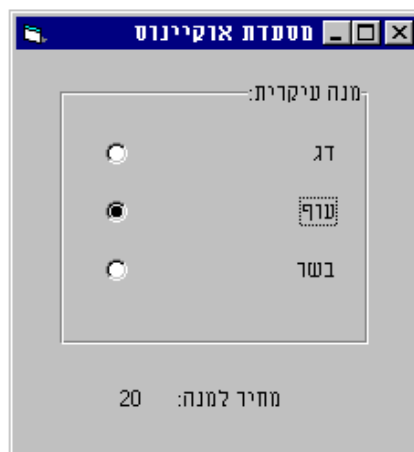 מסעדת אוקיינוס
מנה עיקרית:
דג
עוף
בשר
מחיר למנה: 20